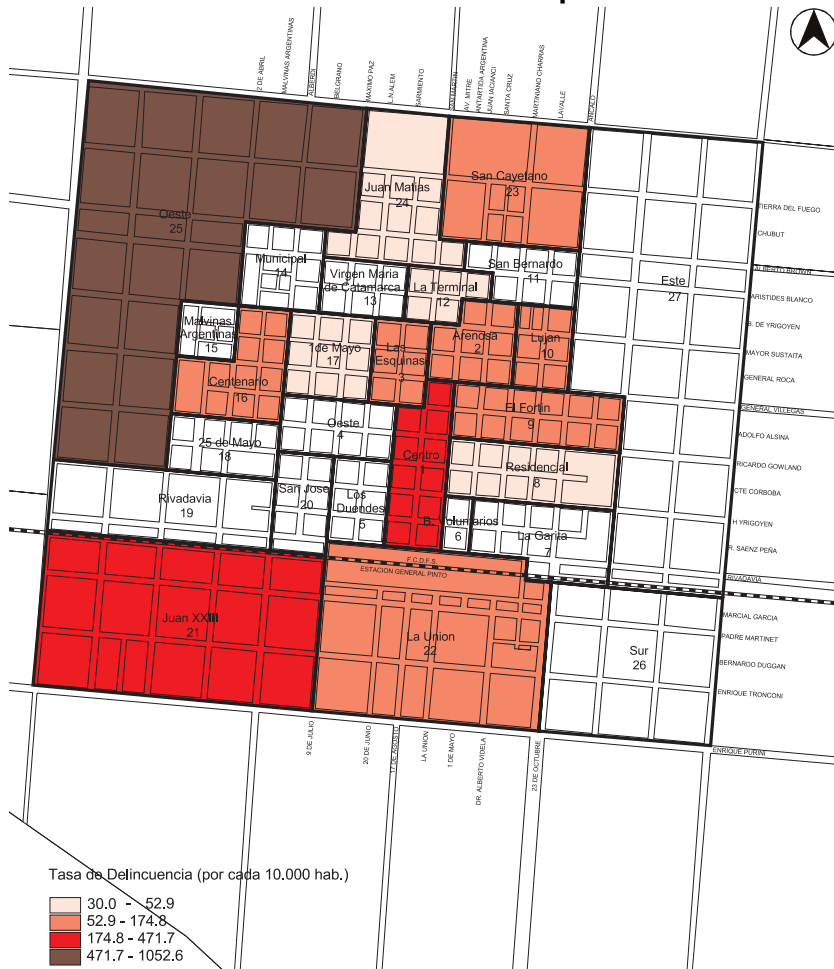 2 DE ABRIL
MALVINAS ARGENTINAS
ALBERDI
BELGRANO
MAXIMO PAZ
L.N.ALEM
SARMIENTO
SAN MARTIN
AV. MITRE
ANTARTIDA ARGENTINA
JUAN IACIANCI
SANTA CRUZ
MARTINIANO CHARRAS
LAVALLE
ANCALO
San Cayetano
23
Juan Matias
24
Oeste
25
TIERRA DEL FUEGO
CHUBUT
ALBERTO BROWN
ARISTIDES BLANCO
B. DE YRIGOYEN
MAYOR SUSTAITA
GENERAL ROCA
GENERAL VILLEGAS
ADOLFO ALSINA
RICARDO GOWLAND
CTE CORBOBA
H YRIGOYEN
R. SAENZ PEÑA
RIVADAVIA
MARCIAL GARCIA
PADRE MARTINET
BERNARDO DUGGAN
ENRIQUE TRONCONI
ENRIQUE PURINI
Municipal
14
Virgen Maria
de Catamarca
13
La Terminal
12
San Bernardo
11
Este
27
Malvinas
Argentinas
15
1de Mayo
17
Las
Esquinas
3
Arenosa
2
Lujan
10
Centenario
16
El Fortin
9
Oeste
4
25 de Mayo
18
Centro
1
Residencial
8
Rivadavia
19
San Jose
20
Los
Duendes
5
B. Voluntarios
6
La Garita
7
F.C.D.F.S.
ESTACION GENERAL PINTO
Juan XXIII
21
La Union
22
Sur
26
9 DE JULIO
20 DE JUNIO
17 DE AGOSTO
LA UNION
1 DE MAYO
DR. ALBERTO VIDELA
23 DE OCTUBRE
Tasa de Delincuencia (por cada 10.000 hab.)
30.0 - 52.9
52.9 - 174.8
174.8 - 471.7
471.7 - 1052.6